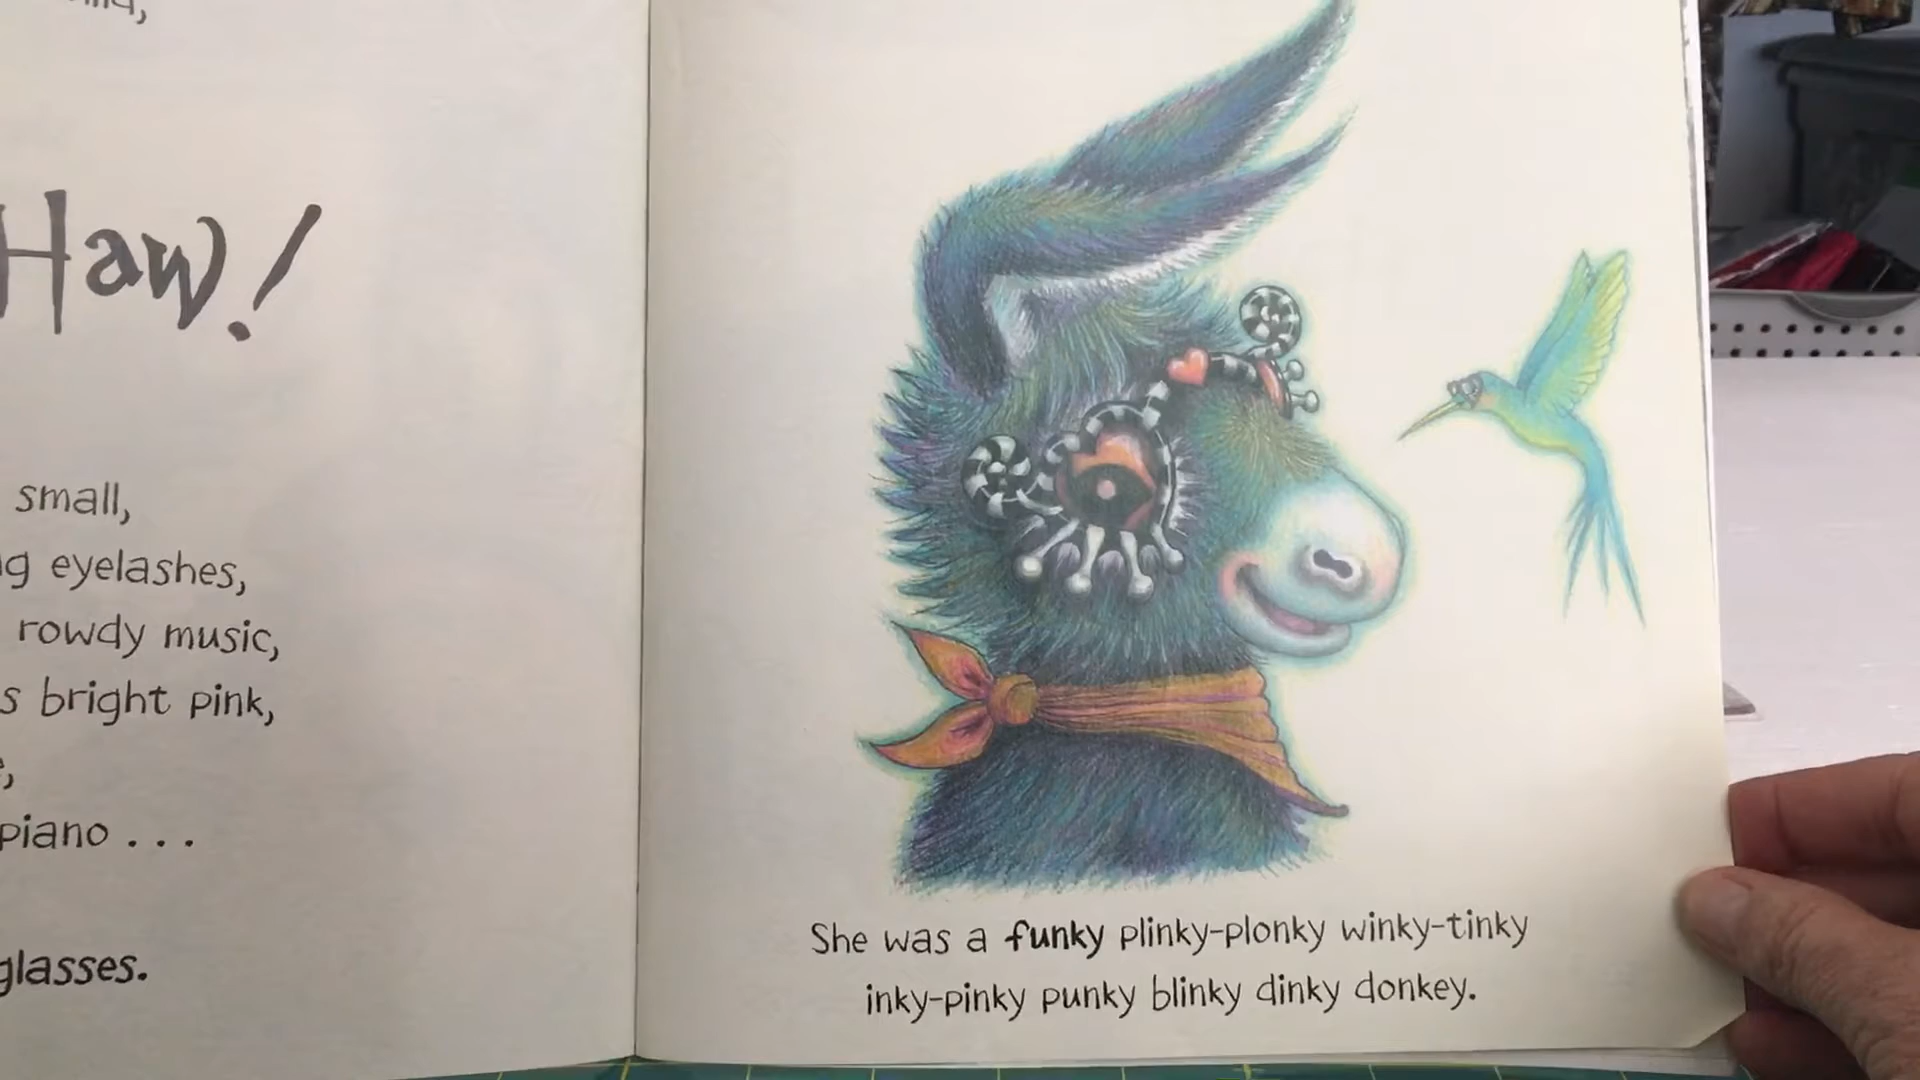 Haw!
small,
eyelashes,
rowdy music,
bright pink,
piano . . .
glasses.
She was a funky plinky-plonky winky-tinky
inky-pinky punky blinky dinky donkey.